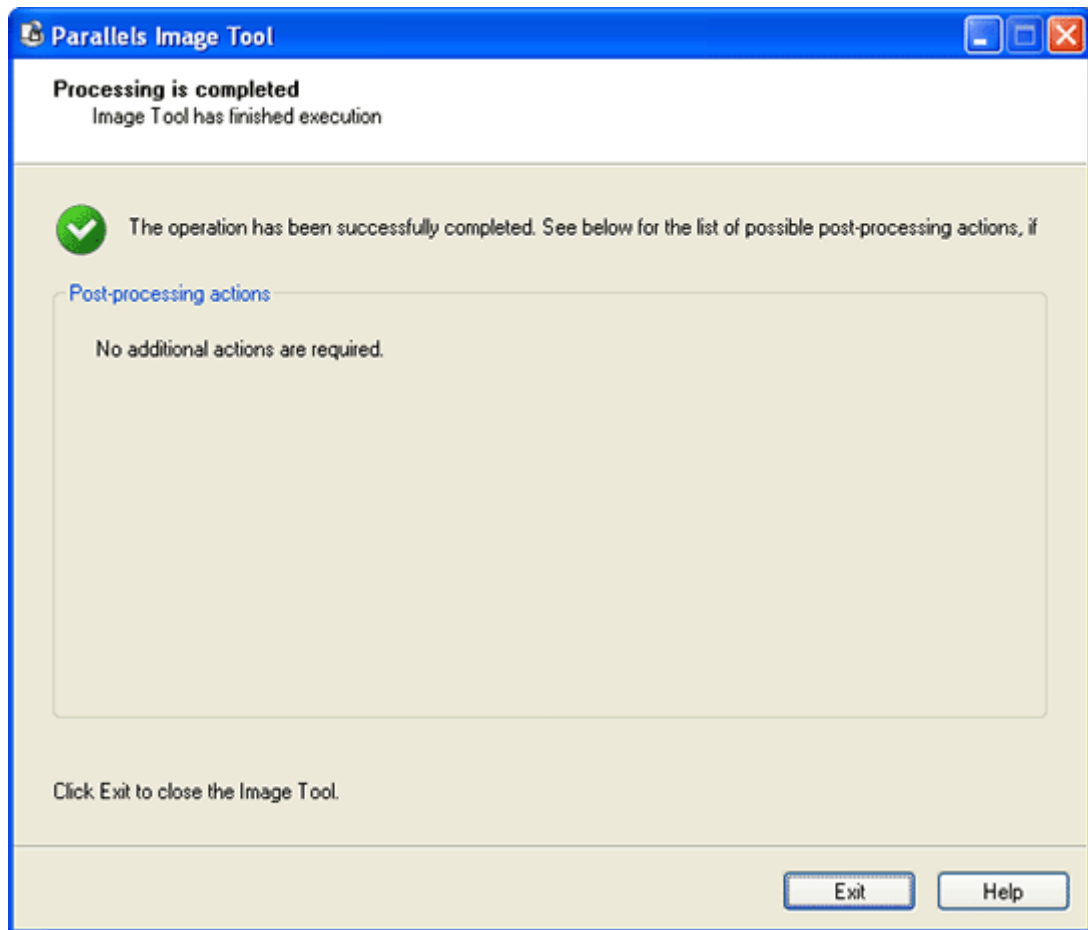 Parallels Image Tool
Processing is completed
Image Tool has finished execution
The operation has been successfully completed. See below for the list of possible post-processing actions, if
Post-processing actions
No additional actions are required.
Click Exit to close the Image Tool.
Exit
Help